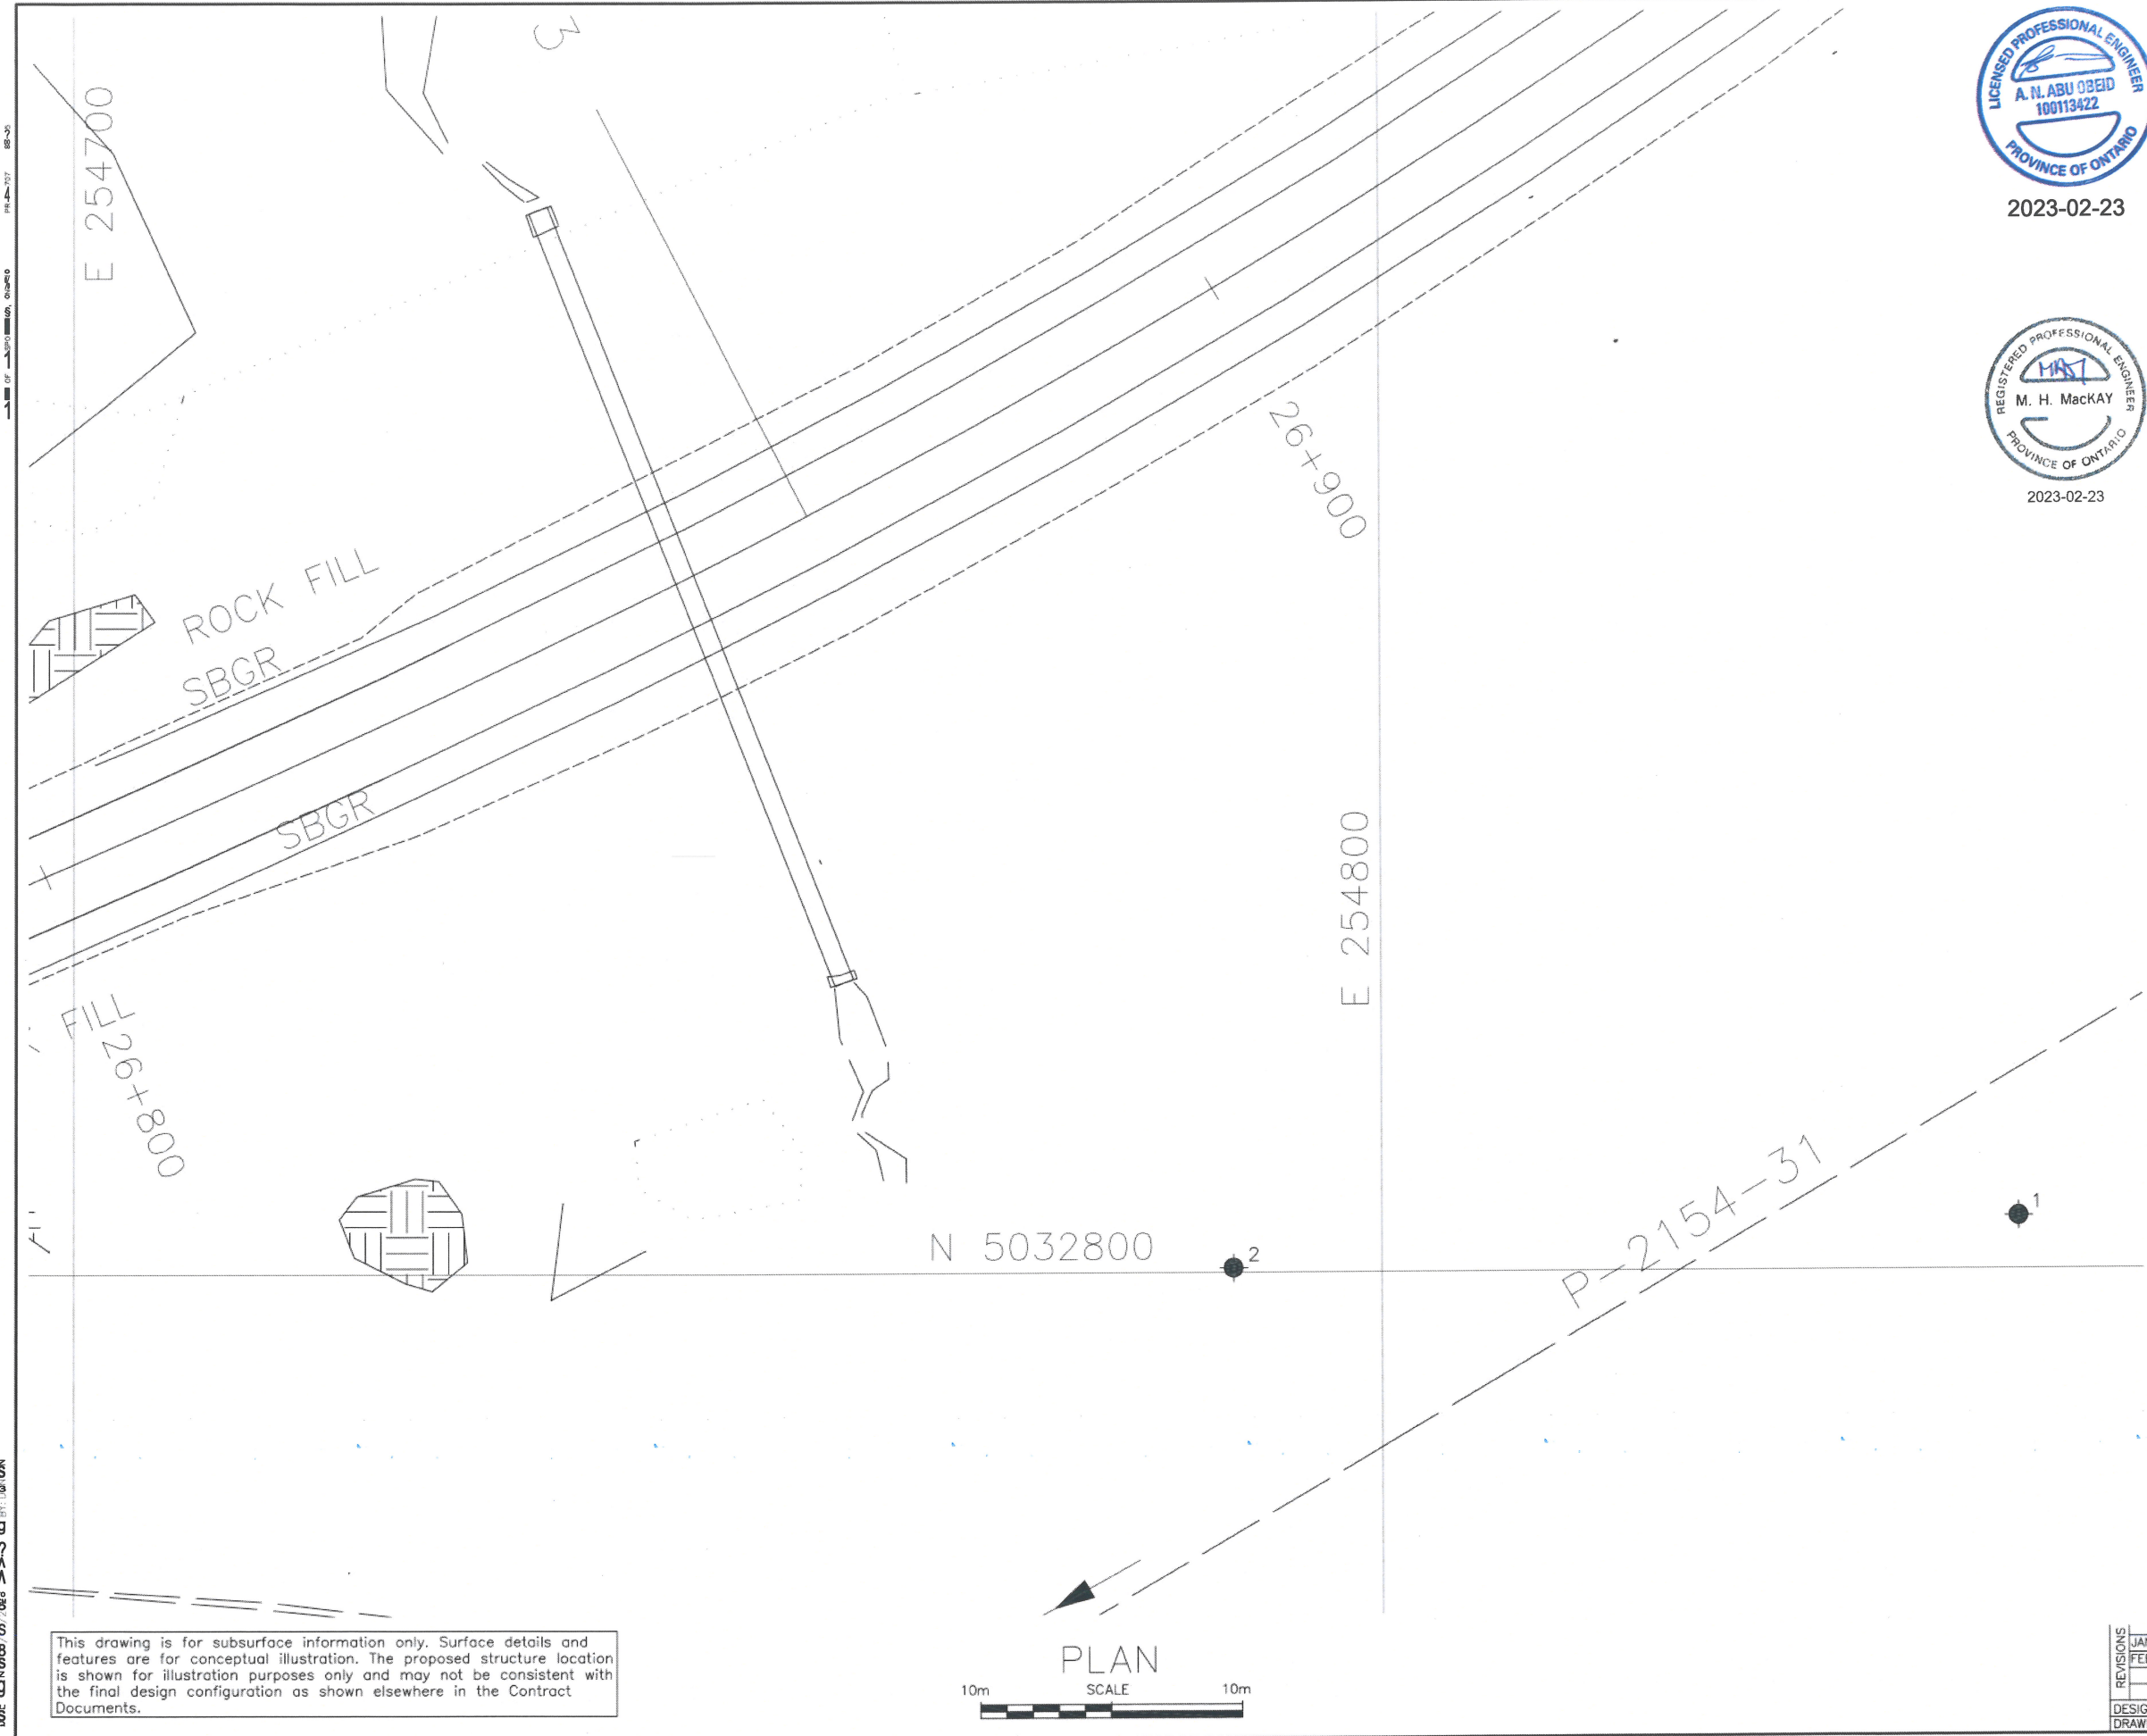 LICENSED PROFESSIONAL ENGINEER
A. N. ABU OBEID
100113422
PROVINCE OF ONTARIO
2023-02-23
REGISTERED PROFESSIONAL ENGINEER
M. H. MacKAY
PROVINCE OF ONTARIO
2023-02-23
3
E 254700
ROCK FILL
SBGR
SBGR
26+900
E 254800
FILL
26+800
N 5032800
2
1
P-2154-31
This drawing is for subsurface information only. Surface details and
features are for conceptual illustration. The proposed structure location
is shown for illustration purposes only and may not be consistent with
the final design configuration as shown elsewhere in the Contract
Documents.
PLAN
10m SCALE 10m
REVISIONS